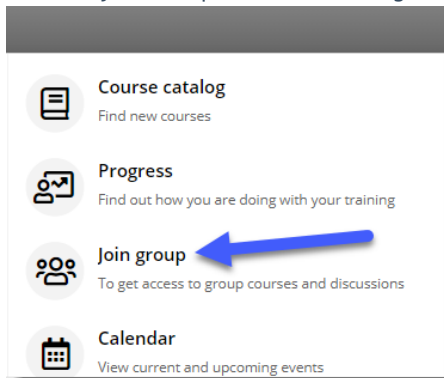 Course catalog
Find new courses
Progress
Find out how you are doing with your training
Join group
To get access to group courses and discussions
Calendar
View current and upcoming events